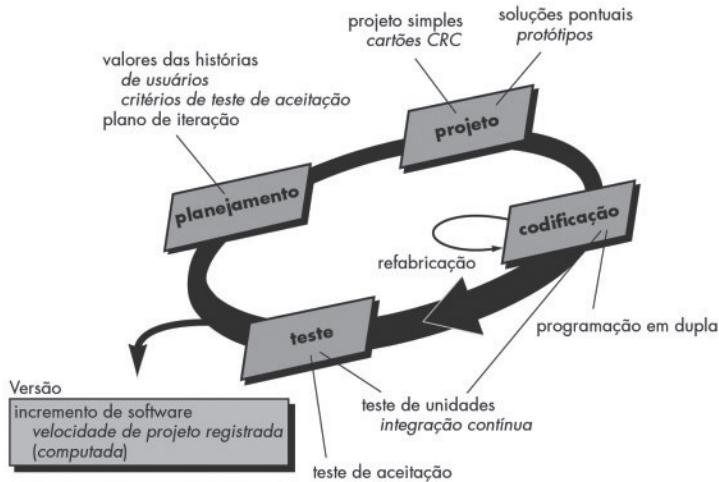 projeto simples
cartões CRC
soluções pontuais
protótipos
valores das histórias
de usuários
critérios de teste de aceitação
plano de iteração
projeto
planejamento
codificação
refabricação
programação em dupla
teste
teste de unidades
integração contínua
teste de aceitação
Versão
incremento de software
velocidade de projeto registrada
(computada)